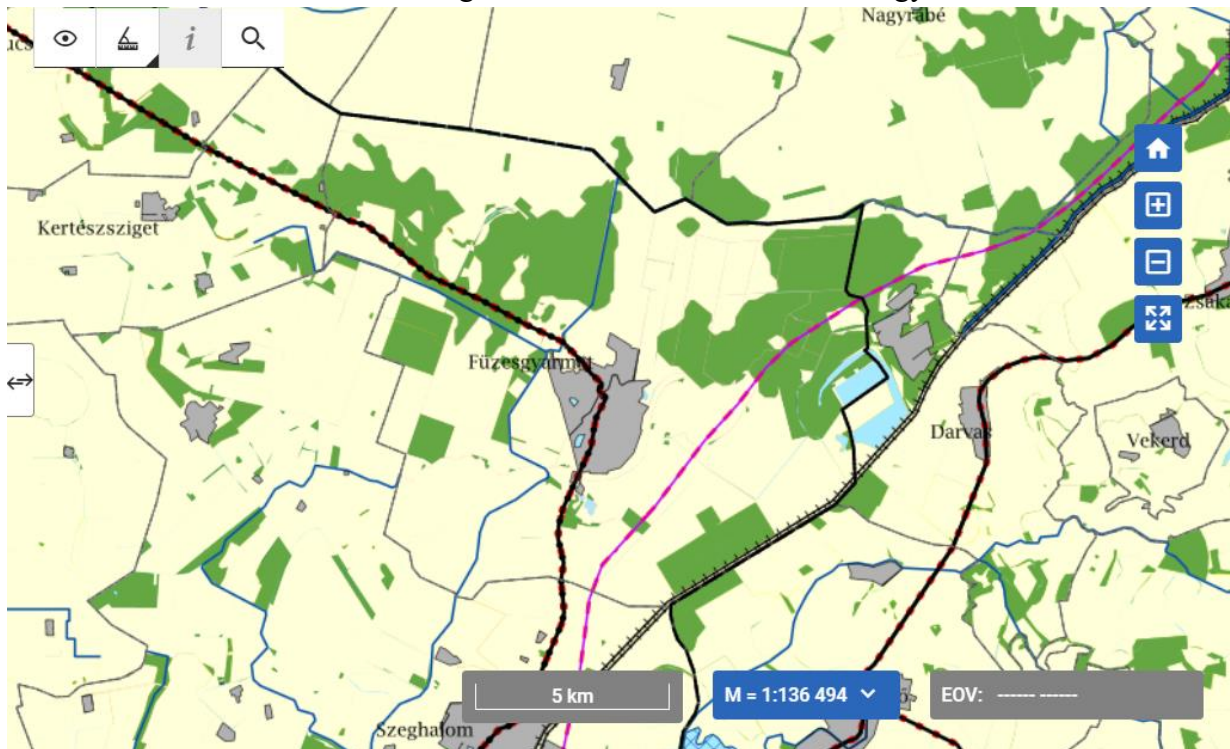 Nagyrábé
i
Kertészsziget
Füzesgyarmat
Darvas
Vekerd
Szeghalom
5 km
M = 1:136 494
EOV: ------ ------